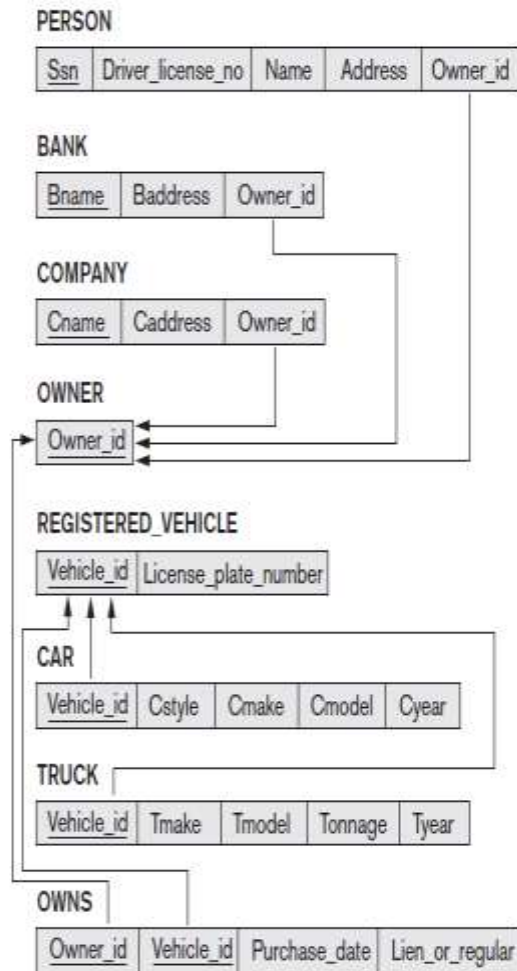 PERSON
Ssn Driver_license_no Name Address Owner_id
BANK
Bname Baddress Owner_id
COMPANY
Cname Caddress Owner_id
OWNER
Owner_id
REGISTERED_VEHICLE
Vehicle_id License_plate_number
CAR
Vehicle_id Cstyle Cmake Cmodel Cyear
TRUCK
Vehicle_id Tmake Tmodel Tonnage Tyear
OWNS
Owner_id Vehicle_id Purchase_date Lien_or_regular